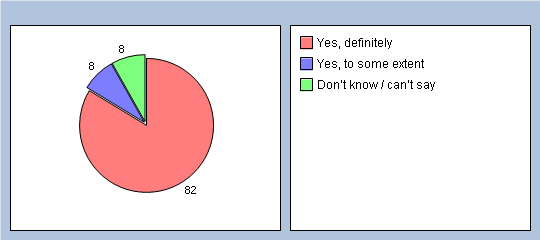 8
8
82
Yes, definitely
Yes, to some extent
Don't know / can't say